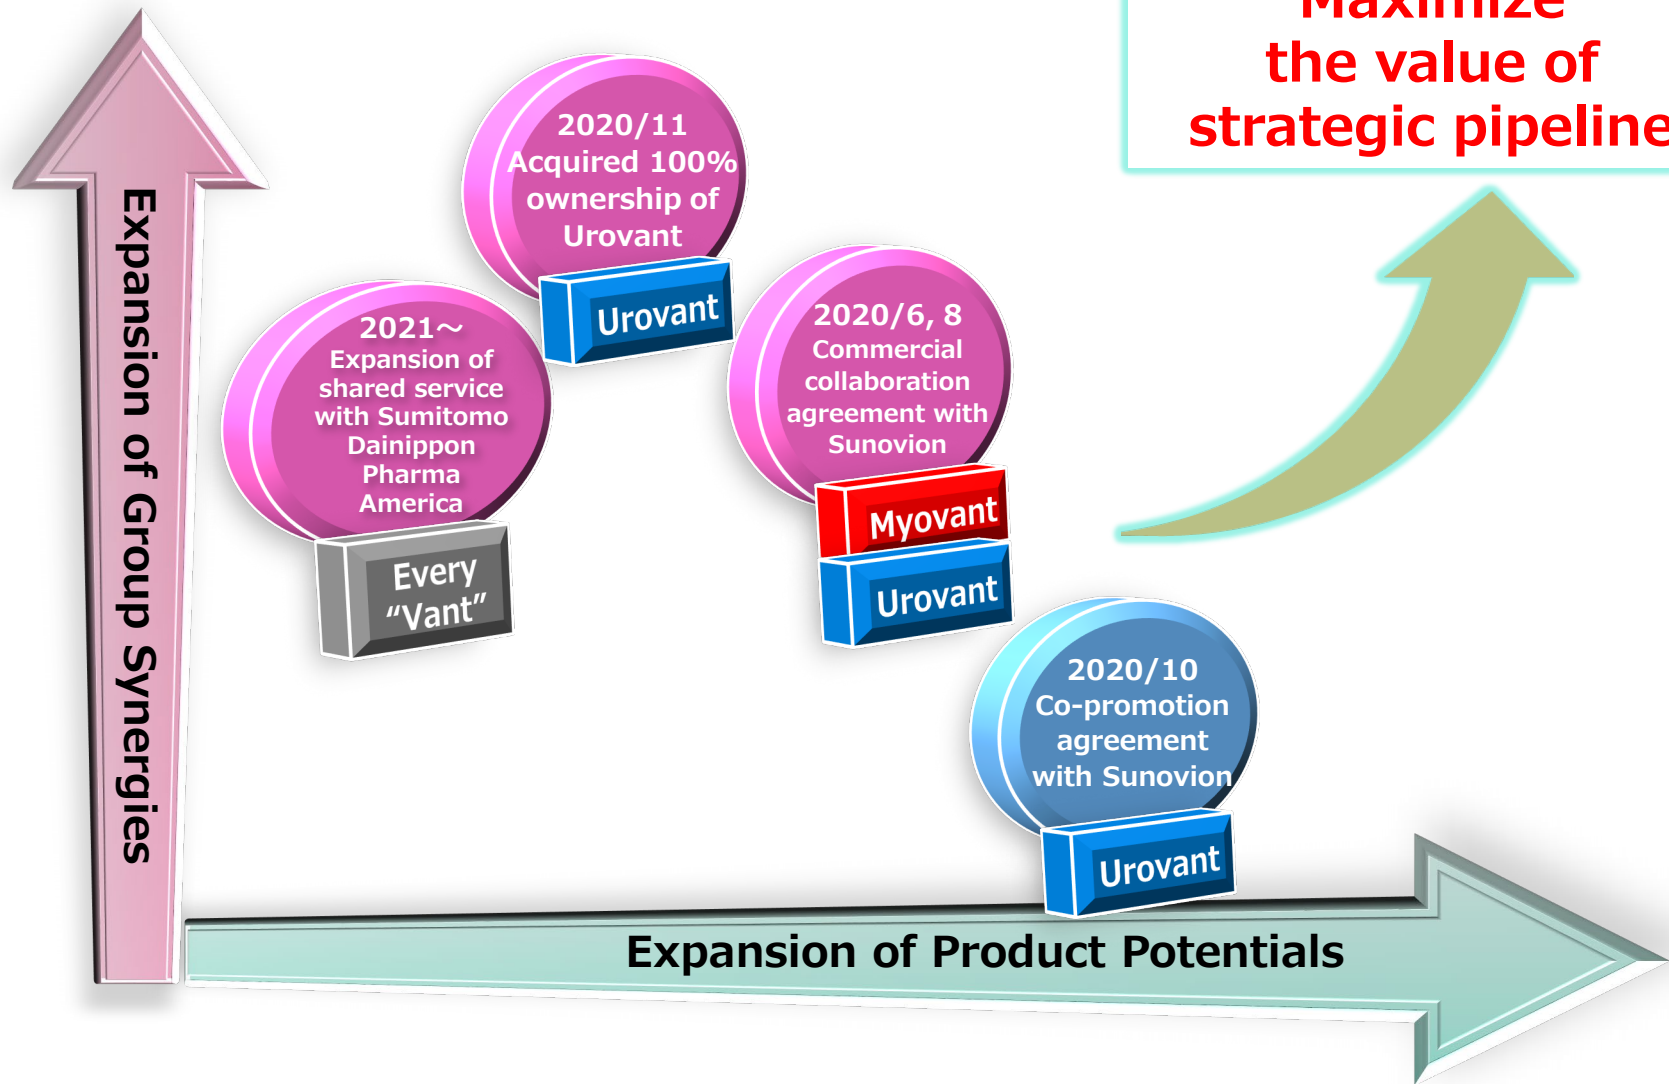 Maximize
the value of
strategic pipeline
Expansion of Group Synergies
2020/11
Acquired 100%
ownership of
Urovant
Urovant
2021～
Expansion of
shared service
with Sumitomo
Dainippon
Pharma
America
Every
“Vant”
2020/6, 8
Commercial
collaboration
agreement with
Sunovion
Myovant
Urovant
2020/10
Co-promotion
agreement
with Sunovion
Urovant
Expansion of Product Potentials